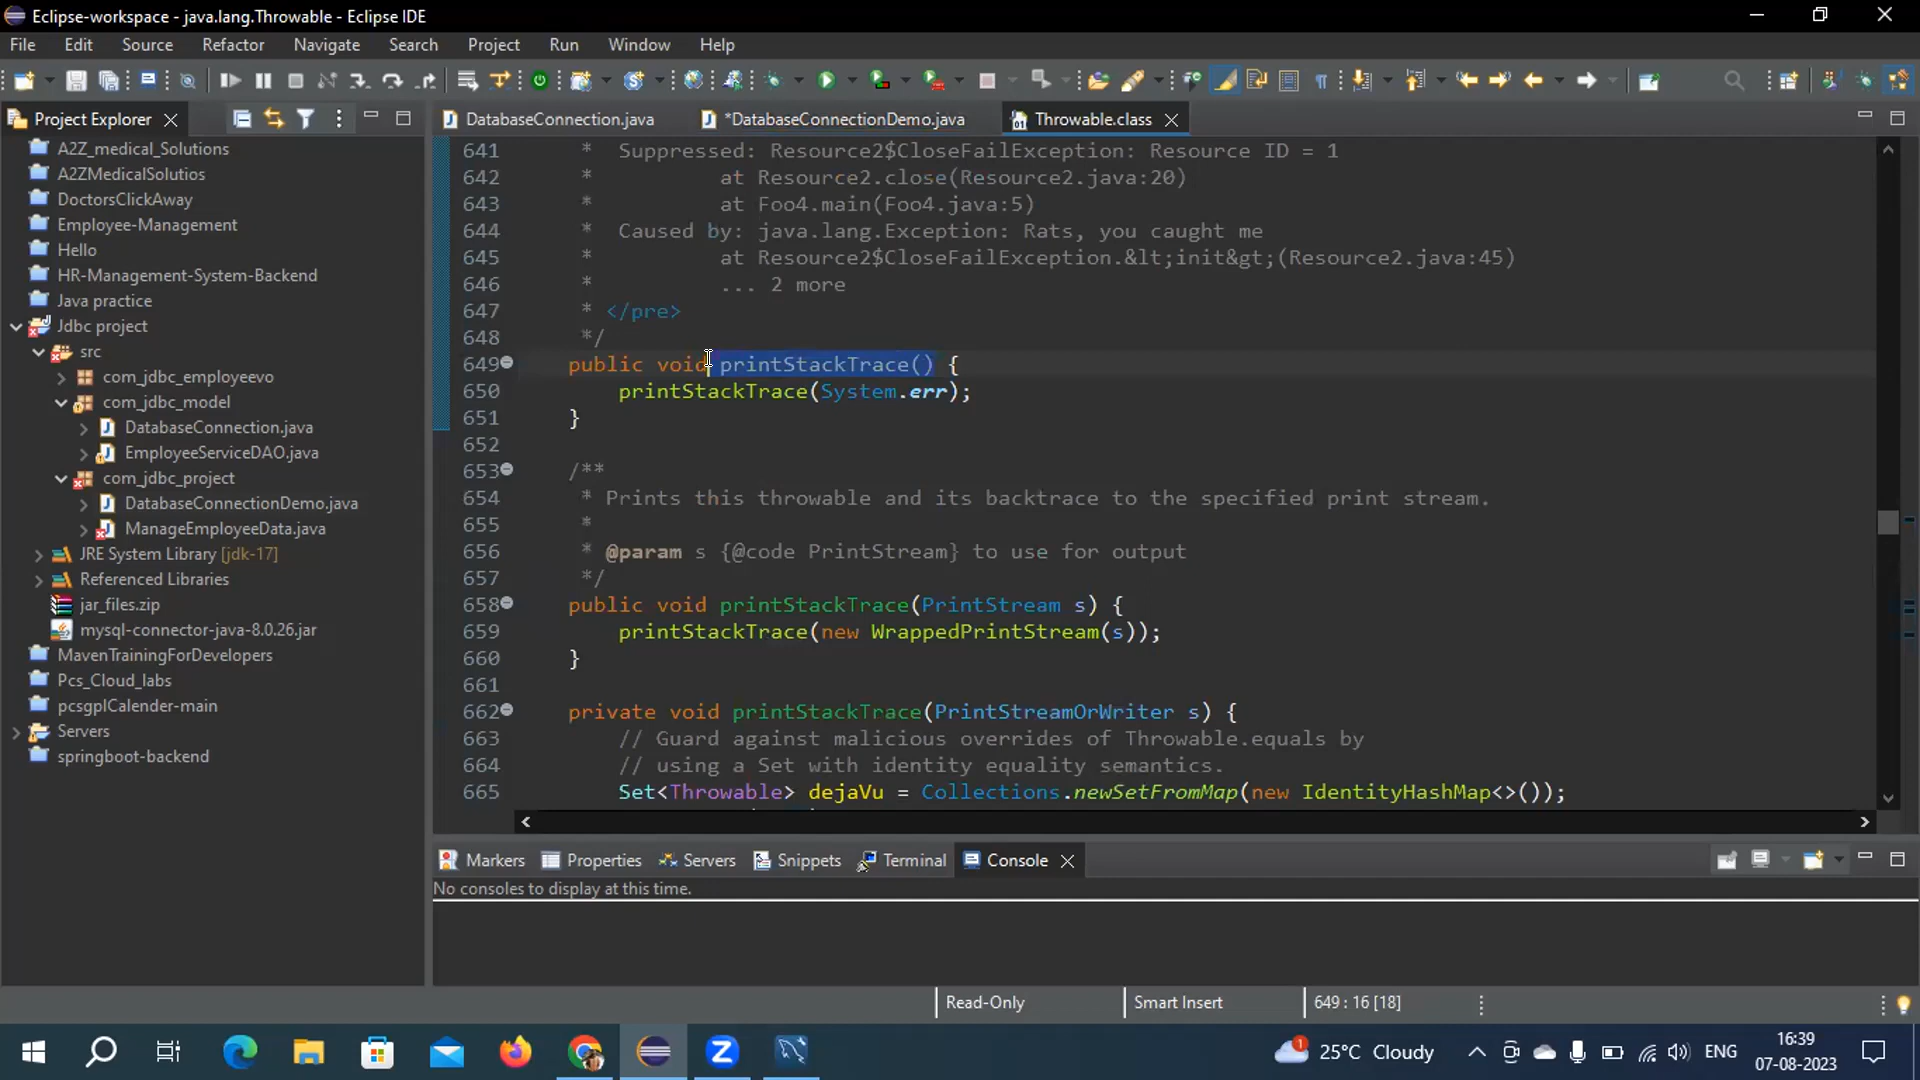 Eclipse-workspace - java.lang.Throwable - Eclipse IDE
File Edit Source Refactor Navigate Search Project Run Window Help
Project Explorer
DatabaseConnection.java
*DatabaseConnectionDemo.java
Throwable.class
A2Z_medical_Solutions
A2ZMedicalSolutios
DoctorsClickAway
Employee-Management
Hello
HR-Management-System-Backend
Java practice
Jdbc project
src
com_jdbc_employeevo
com_jdbc_model
DatabaseConnection.java
EmployeeServiceDAO.java
com_jdbc_project
DatabaseConnectionDemo.java
ManageEmployeeData.java
JRE System Library [jdk-17]
Referenced Libraries
jar_files.zip
mysql-connector-java-8.0.26.jar
MavenTrainingForDevelopers
Pcs_Cloud_labs
pcsgplCalender-main
Servers
springboot-backend
641 * Suppressed: Resource2$CloseFailException: Resource ID = 1
642 * at Resource2.close(Resource2.java:20)
643 * at Foo4.main(Foo4.java:5)
644 * Caused by: java.lang.Exception: Rats, you caught me
645 * at Resource2$CloseFailException.&lt;init&gt;(Resource2.java:45)
646 * ... 2 more
647 * </pre>
648 */
649 public void printStackTrace() {
650 printStackTrace(System.err);
651 }
652
653 /**
654 * Prints this throwable and its backtrace to the specified print stream.
655 *
656 * @param s {@code PrintStream} to use for output
657 */
658 public void printStackTrace(PrintStream s) {
659 printStackTrace(new WrappedPrintStream(s));
660 }
661
662 private void printStackTrace(PrintStreamOrWriter s) {
663 // Guard against malicious overrides of Throwable.equals by
664 // using a Set with identity equality semantics.
665 Set<Throwable> dejaVu = Collections.newSetFromMap(new IdentityHashMap<>());
Markers Properties Servers Snippets Terminal Console
No consoles to display at this time.
Read-Only Smart Insert 649 : 16 [18]
1 25°C Cloudy ENG 16:39
07-08-2023